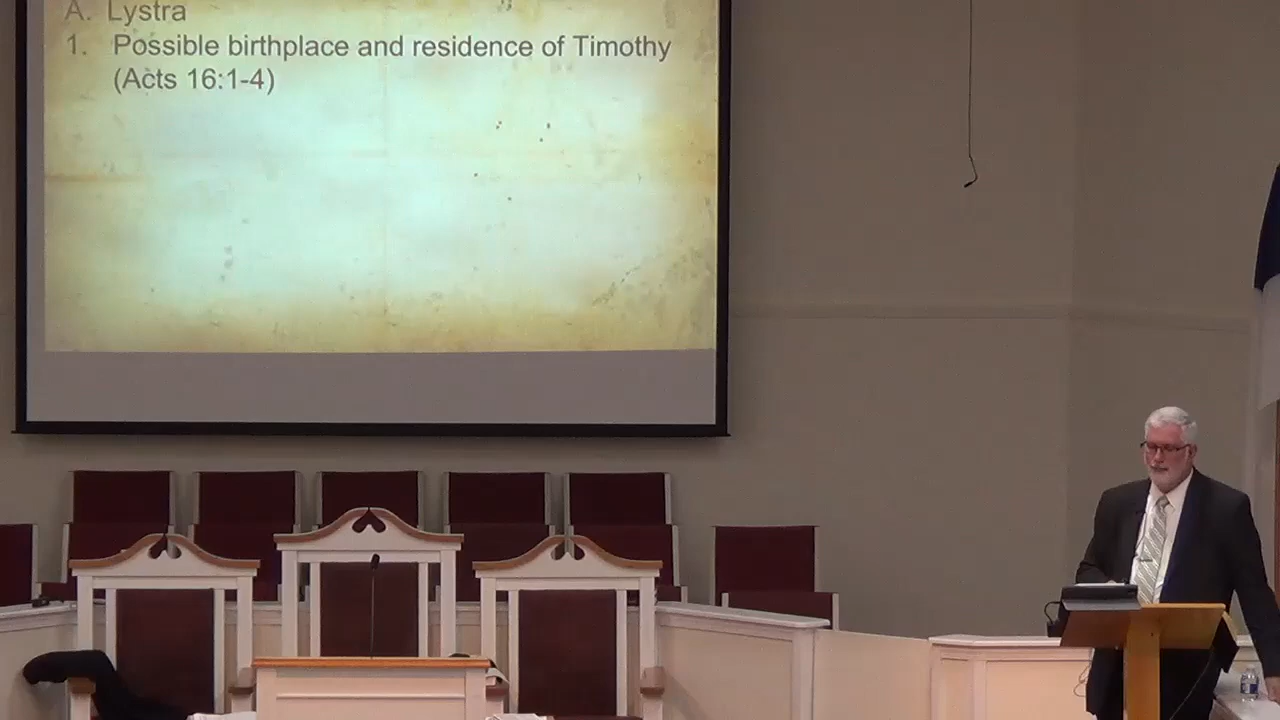 A. Lystra
1. Possible birthplace and residence of Timothy
(Acts 16:1-4)